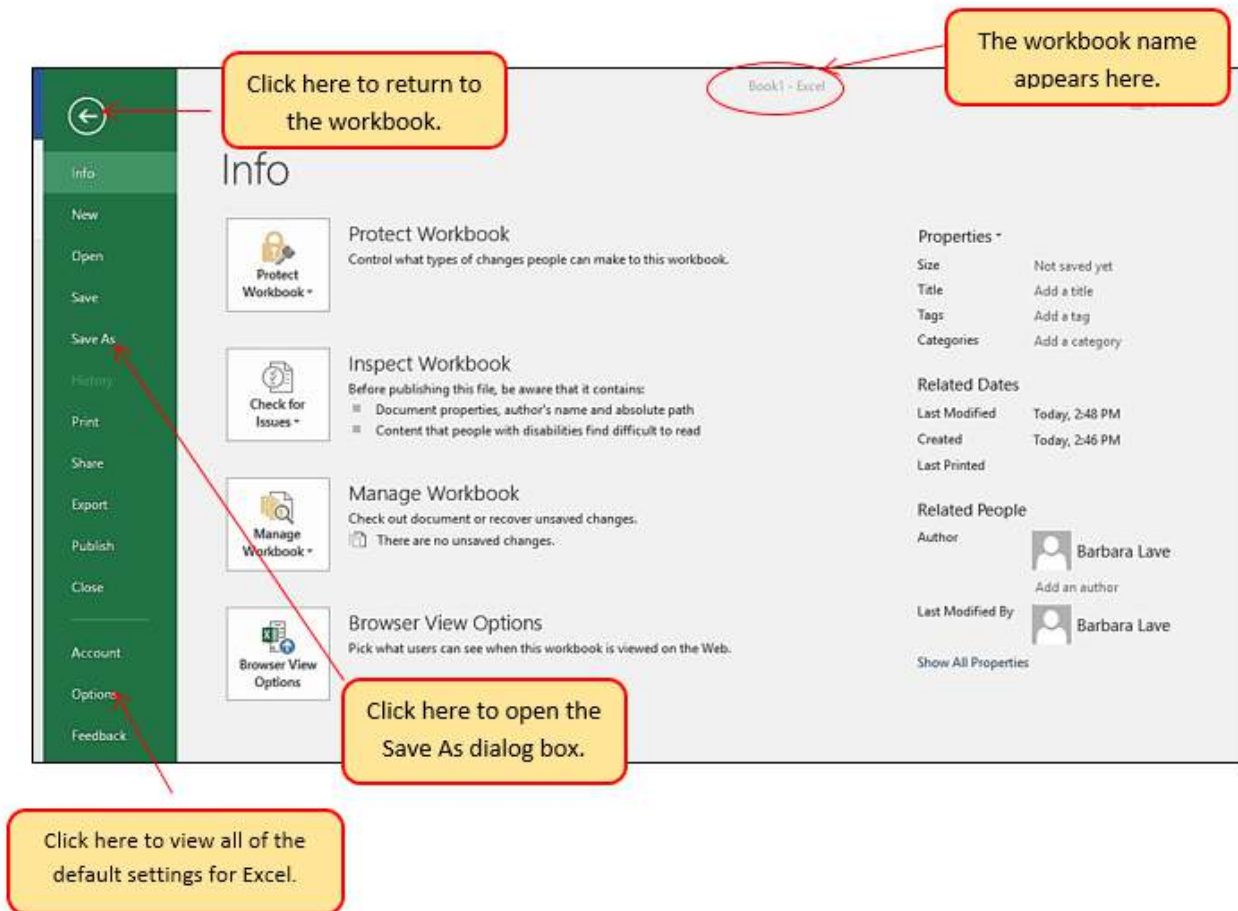 The workbook name
appears here.
Click here to return to
the workbook.
Book1 - Excel
Info
New
Open
Save
Save As
History
Print
Share
Export
Publish
Close
Account
Options
Feedback
Info
Protect
Workbook
Protect Workbook
Control what types of changes people can make to this workbook.
Check for
Issues
Inspect Workbook
Before publishing this file, be aware that it contains:
Document properties, author's name and absolute path
Content that people with disabilities find difficult to read
Manage
Workbook
Manage Workbook
Check out document or recover unsaved changes.
There are no unsaved changes.
Browser View
Options
Browser View Options
Pick what users can see when this workbook is viewed on the Web.
Properties
Size Not saved yet
Title Add a title
Tags Add a tag
Categories Add a category
Related Dates
Last Modified Today, 2:48 PM
Created Today, 2:46 PM
Last Printed
Related People
Author Barbara Lave
Add an author
Last Modified By Barbara Lave
Show All Properties
Click here to open the
Save As dialog box.
Click here to view all of the
default settings for Excel.